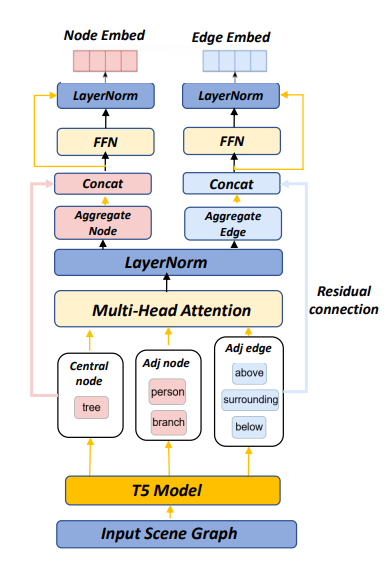 Node Embed
Edge Embed
LayerNorm
LayerNorm
FFN
FFN
Concat
Concat
Aggregate
Node
Aggregate
Edge
LayerNorm
Multi-Head Attention
Residual
connection
Central
node
tree
Adj node
person
branch
Adj edge
above
surrounding
below
T5 Model
Input Scene Graph